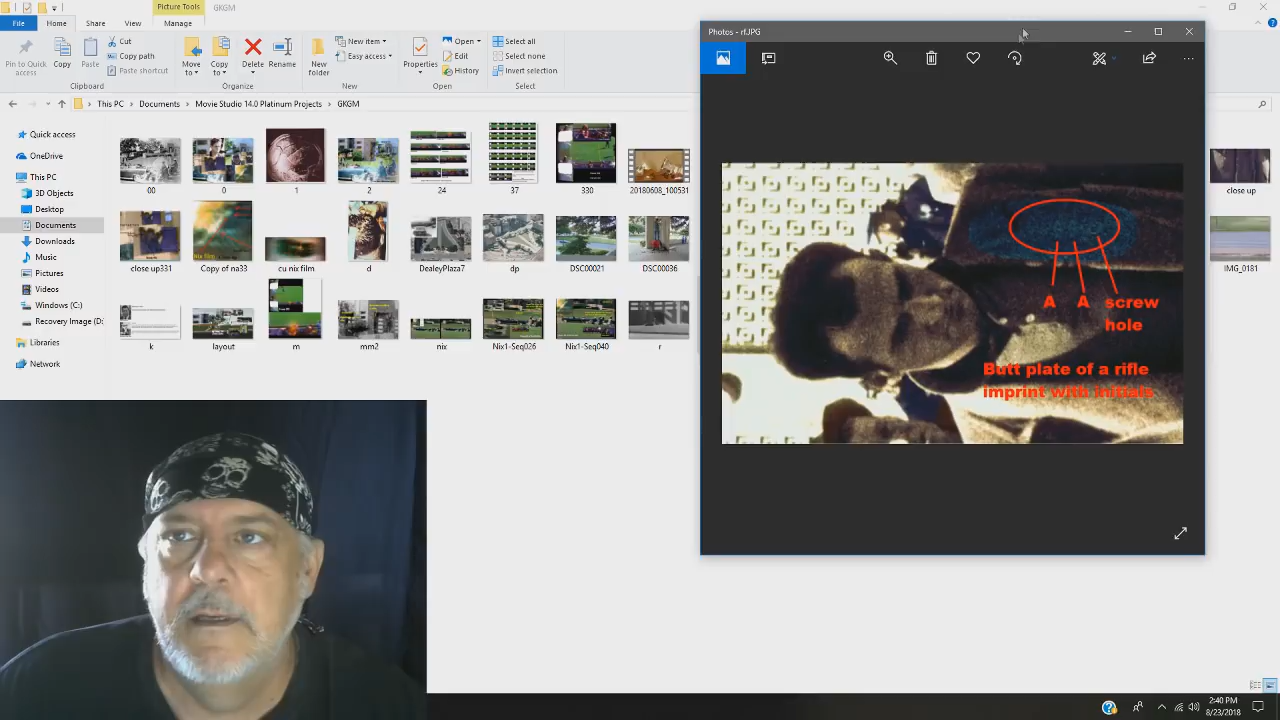 Picture Tools
GKGM
File
Home
Share
View
Manage
Pin to Quick access
Copy
Paste
Cut
Copy path
Paste shortcut
Clipboard
Move to
Copy to
Delete
Rename
Organize
New folder
New item
Easy access
New
Properties
Open
Edit
History
Open
Select all
Select none
Invert selection
Select
This PC
Documents
Movie Studio 14.0 Platinum Projects
GKGM
Quick access
OneDrive
This PC
3D Objects
Desktop
Documents
Downloads
Music
Pictures
Videos
Windows (C:)
Recovery Image (D:
Libraries
Network
00
0
1
2
24
37
330
20180608_100531
close up
close up331
Copy of na33
cu nix film
d
DealeyPlaza7
dp
DSC00021
DSC00036
IMG_0181
k
layout
m
mm2
nix
Nix1-Seq026
Nix1-Seq040
r
Photos - rf.JPG
A A screw
hole
Butt plate of a rifle
imprint with initials
2:40 PM
8/23/2018